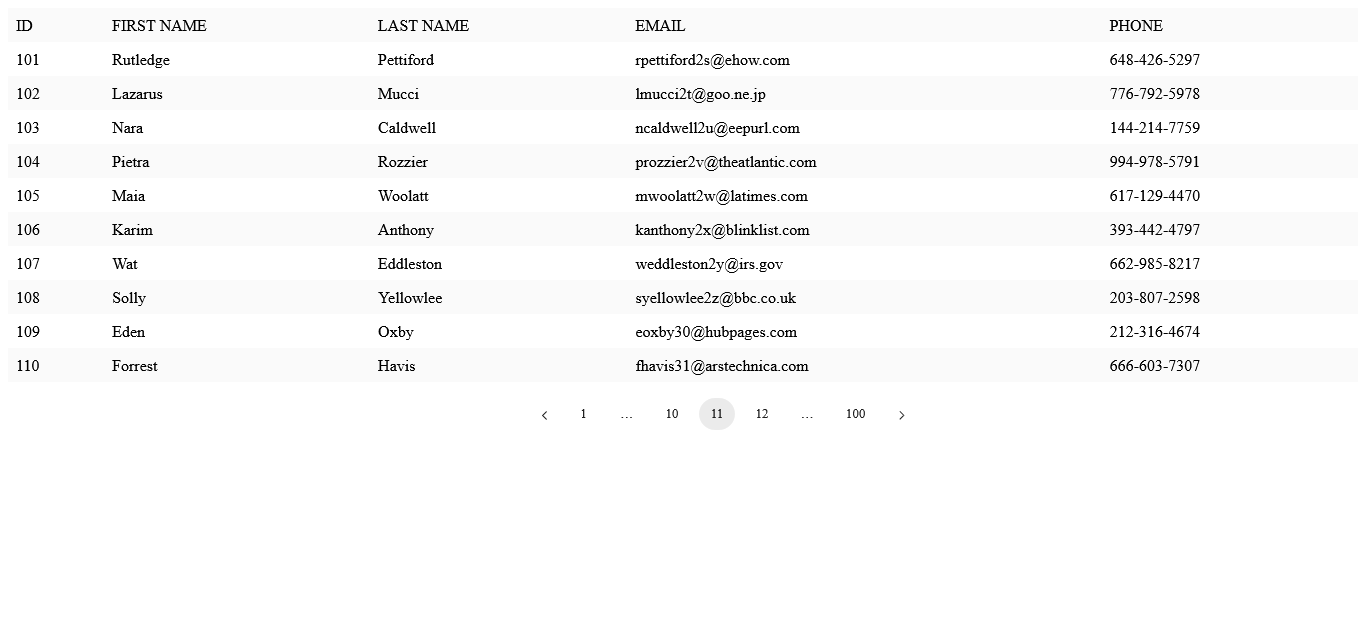 ID FIRST NAME LAST NAME EMAIL PHONE
101 Rutledge Pettiford rpettiford2s@ehow.com 648-426-5297
102 Lazarus Mucci lmucci2t@goo.ne.jp 776-792-5978
103 Nara Caldwell ncaldwell2u@eepurl.com 144-214-7759
104 Pietra Rozzier prozzier2v@theatlantic.com 994-978-5791
105 Maia Woolatt mwoolatt2w@latimes.com 617-129-4470
106 Karim Anthony kanthony2x@blinklist.com 393-442-4797
107 Wat Eddleston weddleston2y@irs.gov 662-985-8217
108 Solly Yellowlee syellowlee2z@bbc.co.uk 203-807-2598
109 Eden Oxby eoxby30@hubpages.com 212-316-4674
110 Forrest Havis fhavis31@arstechnica.com 666-603-7307
1 … 10 11 12 … 100